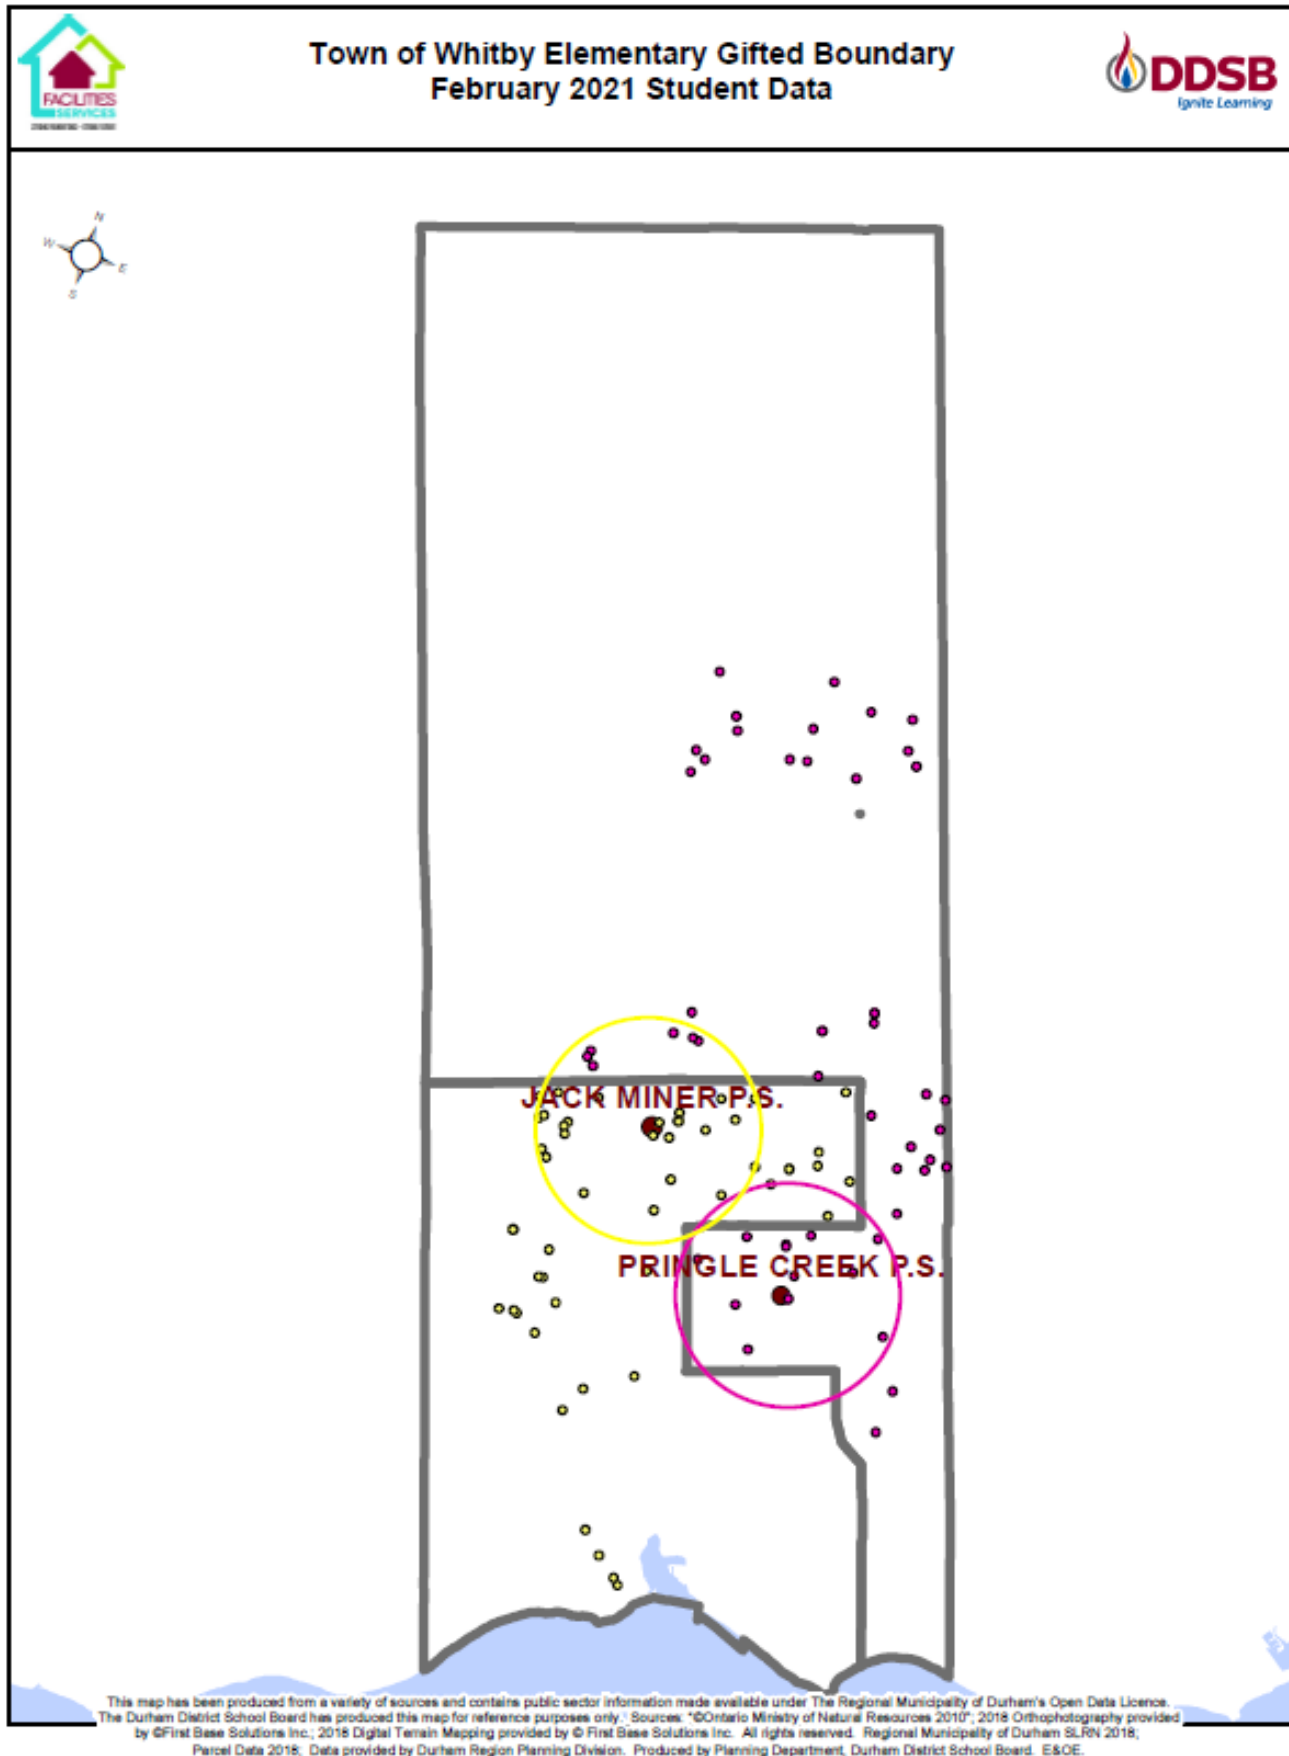 Town of Whitby Elementary Gifted Boundary
February 2021 Student Data
FACILITIES
SERVICES
DDSB
Ignite Learning
N
W
E
S
JACK MINER P.S.
PRINGLE CREEK P.S.
This map has been produced from a variety of sources and contains public sector information made available under The Regional Municipality of Durham's Open Data Licence.
The Durham District School Board has produced this map for reference purposes only. Sources: "©Ontario Ministry of Natural Resources 2010"; 2018 Orthophotography provided
by ©First Base Solutions Inc.; 2018 Digital Terrain Mapping provided by © First Base Solutions Inc. All rights reserved. Regional Municipality of Durham SLRN 2018;
Parcel Data 2018; Data provided by Durham Region Planning Division. Produced by Planning Department, Durham District School Board. E&OE.